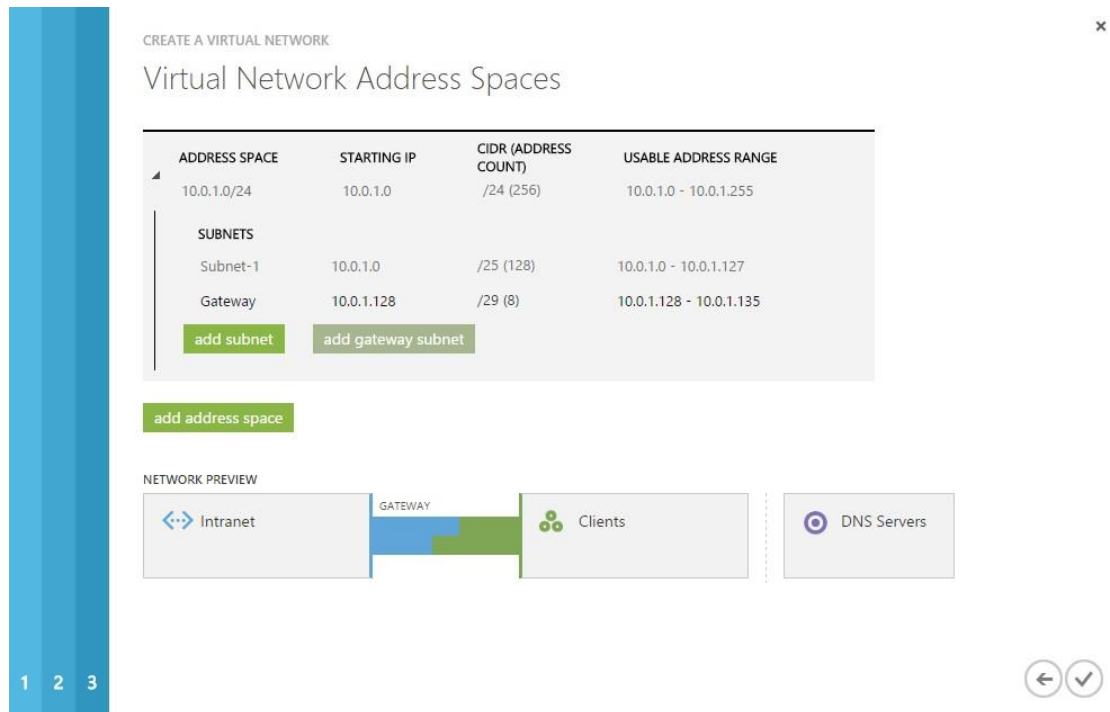 ×
CREATE A VIRTUAL NETWORK
Virtual Network Address Spaces
ADDRESS SPACE STARTING IP CIDR (ADDRESS COUNT) USABLE ADDRESS RANGE
10.0.1.0/24 10.0.1.0 /24 (256) 10.0.1.0 - 10.0.1.255
SUBNETS
Subnet-1 10.0.1.0 /25 (128) 10.0.1.0 - 10.0.1.127
Gateway 10.0.1.128 /29 (8) 10.0.1.128 - 10.0.1.135
add subnet add gateway subnet
add address space
NETWORK PREVIEW
GATEWAY
Intranet Clients DNS Servers
1 2 3